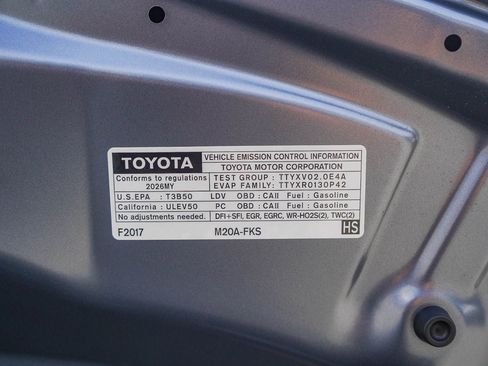 TOYOTA VEHICLE EMISSION CONTROL INFORMATION
TOYOTA MOTOR CORPORATION
Conforms to regulations TEST GROUP : TTYXV02.0E4A
2026MY EVAP FAMILY: TTYXR0130P42
U.S.EPA : T3B50 LDV OBD : CAII Fuel : Gasoline
California : ULEV50 PC OBD : CAII Fuel : Gasoline
No adjustments needed. DFI+SFI, EGR, EGRC, WR-HO2S(2), TWC(2)
F2017 M20A-FKS HS